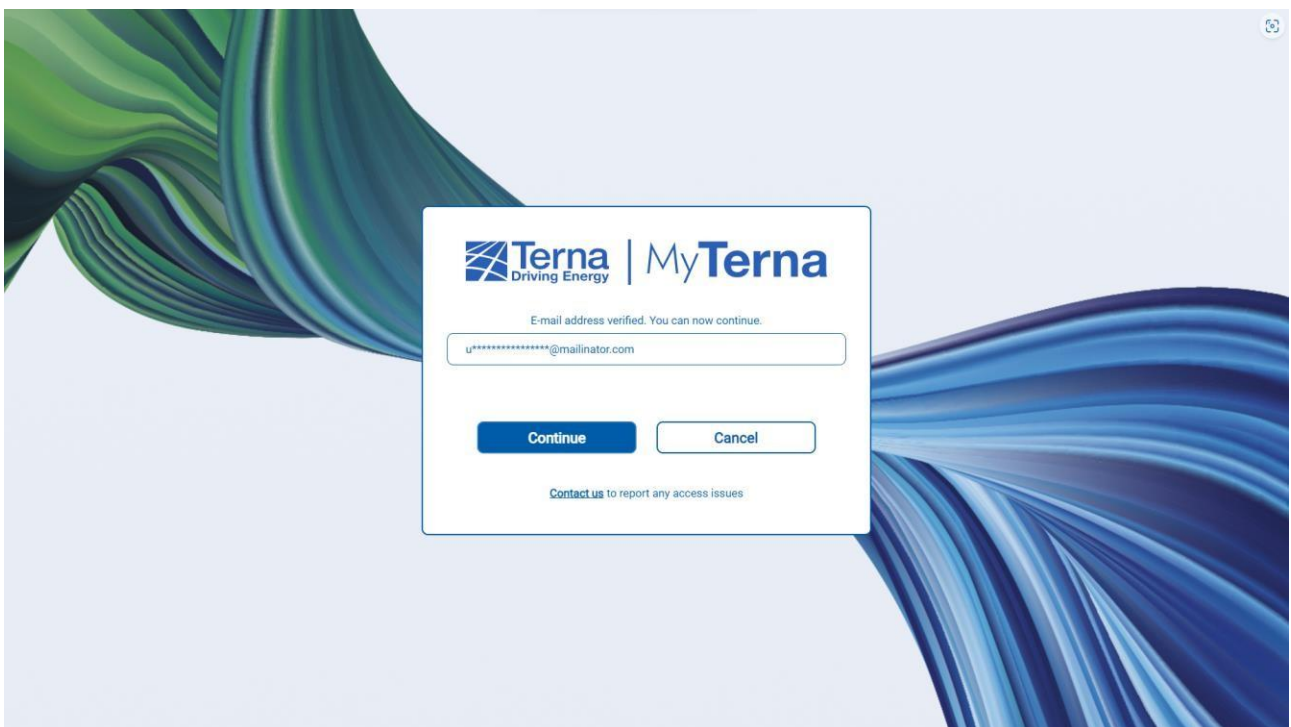 Terna | MyTerna
Driving Energy
E-mail address verified. You can now continue.
u****************@mailinator.com
Continue
Cancel
Contact us to report any access issues